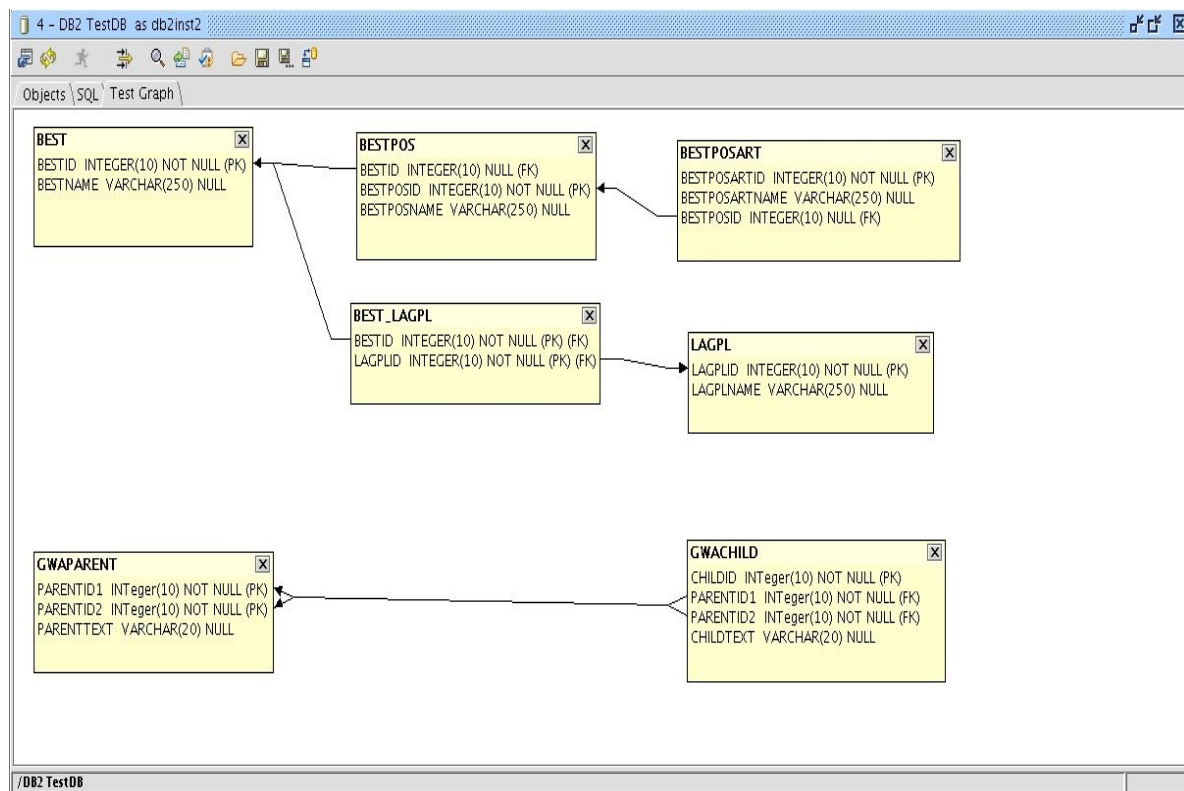 4 - DB2 TestDB as db2inst2
Objects SQL Test Graph
BEST
BESTID INTEGER(10) NOT NULL (PK)
BESTNAME VARCHAR(250) NULL
BESTPOS
BESTID INTEGER(10) NULL (FK)
BESTPOSID INTEGER(10) NOT NULL (PK)
BESTPOSNAME VARCHAR(250) NULL
BESTPOSART
BESTPOSARTID INTEGER(10) NOT NULL (PK)
BESTPOSARTNAME VARCHAR(250) NULL
BESTPOSID INTEGER(10) NULL (FK)
BEST_LAGPL
BESTID INTEGER(10) NOT NULL (PK) (FK)
LAGPLID INTEGER(10) NOT NULL (PK) (FK)
LAGPL
LAGPLID INTEGER(10) NOT NULL (PK)
LAGPLNAME VARCHAR(250) NULL
GWAPARENT
PARENTID1 INTeger(10) NOT NULL (PK)
PARENTID2 INTeger(10) NOT NULL (PK)
PARENTTEXT VARCHAR(20) NULL
GWACHILD
CHILDID INTeger(10) NOT NULL (PK)
PARENTID1 INTeger(10) NOT NULL (FK)
PARENTID2 INTeger(10) NOT NULL (FK)
CHILDTEXT VARCHAR(20) NULL
/DB2 TestDB